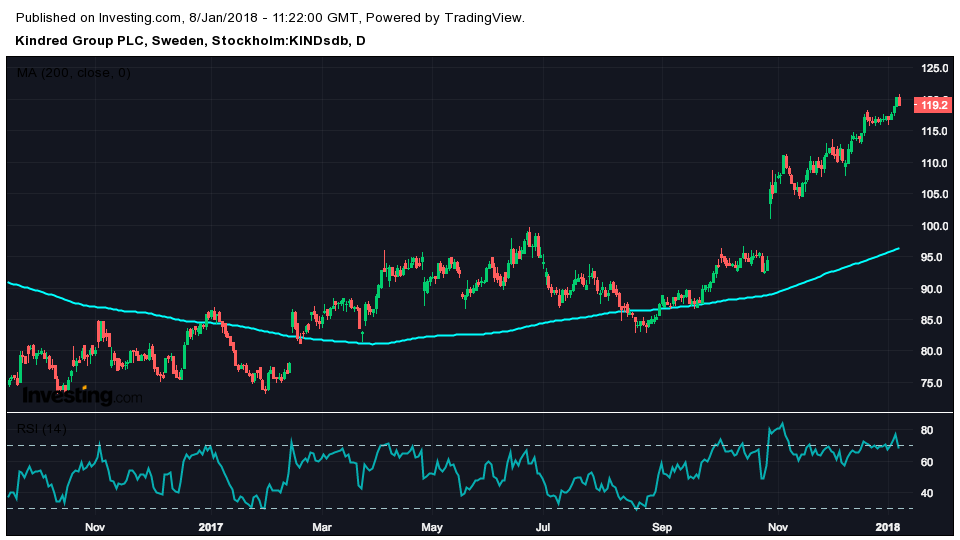 Published on Investing.com, 8/Jan/2018 - 11:22:00 GMT, Powered by TradingView.
Kindred Group PLC, Sweden, Stockholm:KINDsdb, D
MA (200, close, 0)
125.0
119.2
115.0
110.0
105.0
100.0
95.0
90.0
85.0
80.0
75.0
Investing.com
RSI (14)
80
60
40
Nov
2017
Mar
May
Jul
Sep
Nov
2018